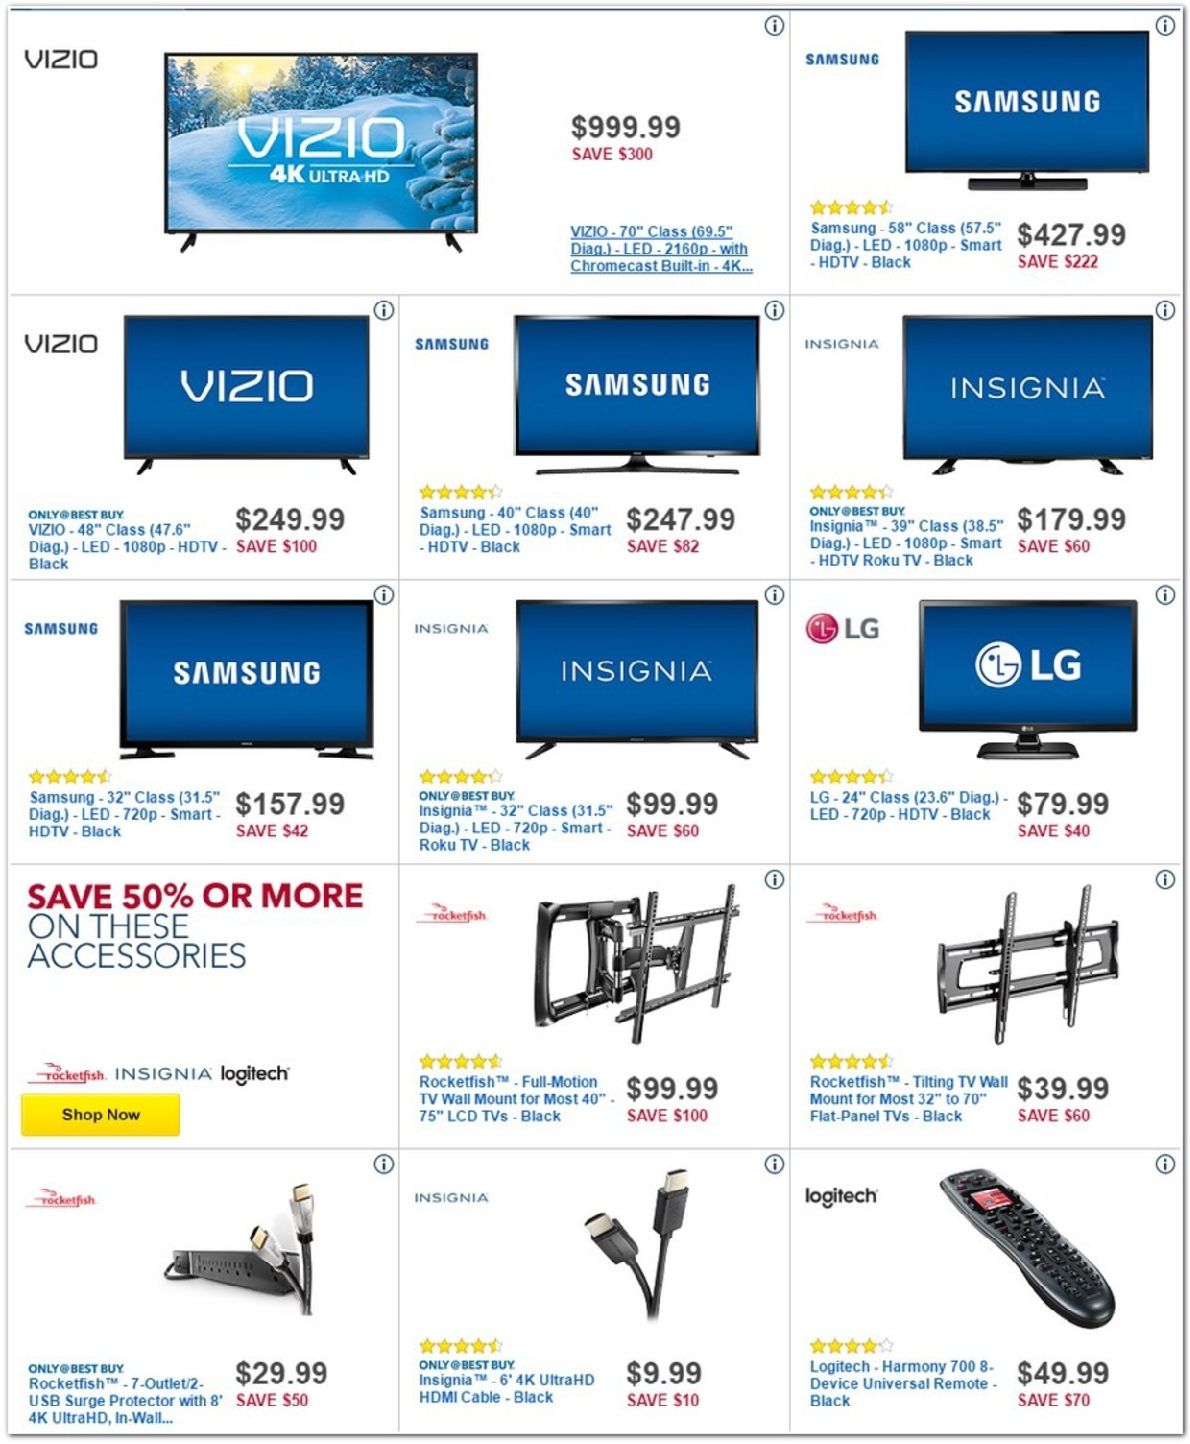 VIZIO
VIZIO
4K ULTRA HD
$999.99
SAVE $300
VIZIO - 70" Class (69.5"
Diag.) - LED - 2160p - with
Chromecast Built-in - 4K...
SAMSUNG
SAMSUNG
Samsung - 58" Class (57.5"
Diag.) - LED - 1080p - Smart
- HDTV - Black
$427.99
SAVE $222
VIZIO
VIZIO
ONLY@BEST BUY.
VIZIO - 48" Class (47.6"
Diag.) - LED - 1080p - HDTV -
Black
$249.99
SAVE $100
SAMSUNG
SAMSUNG
Samsung - 40" Class (40"
Diag.) - LED - 1080p - Smart
- HDTV - Black
$247.99
SAVE $82
INSIGNIA
INSIGNIA™
ONLY@BEST BUY.
Insignia™ - 39" Class (38.5"
Diag.) - LED - 1080p - Smart
- HDTV Roku TV - Black
$179.99
SAVE $60
SAMSUNG
SAMSUNG
Samsung - 32" Class (31.5"
Diag.) - LED - 720p - Smart -
HDTV - Black
$157.99
SAVE $42
INSIGNIA
INSIGNIA™
ONLY@BEST BUY.
Insignia™ - 32" Class (31.5"
Diag.) - LED - 720p - Smart -
Roku TV - Black
$99.99
SAVE $60
LG
LG
LG - 24" Class (23.6" Diag.) -
LED - 720p - HDTV - Black
$79.99
SAVE $40
SAVE 50% OR MORE
ON THESE
ACCESSORIES
rocketfish. INSIGNIA logitech
Shop Now
rocketfish.
Rocketfish™ - Full-Motion
TV Wall Mount for Most 40" -
75" LCD TVs - Black
$99.99
SAVE $100
rocketfish.
Rocketfish™ - Tilting TV Wall
Mount for Most 32" to 70"
Flat-Panel TVs - Black
$39.99
SAVE $60
rocketfish.
ONLY@BEST BUY.
Rocketfish™ - 7-Outlet/2-
USB Surge Protector with 8'
4K UltraHD, In-Wall...
$29.99
SAVE $50
INSIGNIA
ONLY@BEST BUY.
Insignia™ - 6' 4K UltraHD
HDMI Cable - Black
$9.99
SAVE $10
logitech
Logitech - Harmony 700 8-
Device Universal Remote -
Black
$49.99
SAVE $70